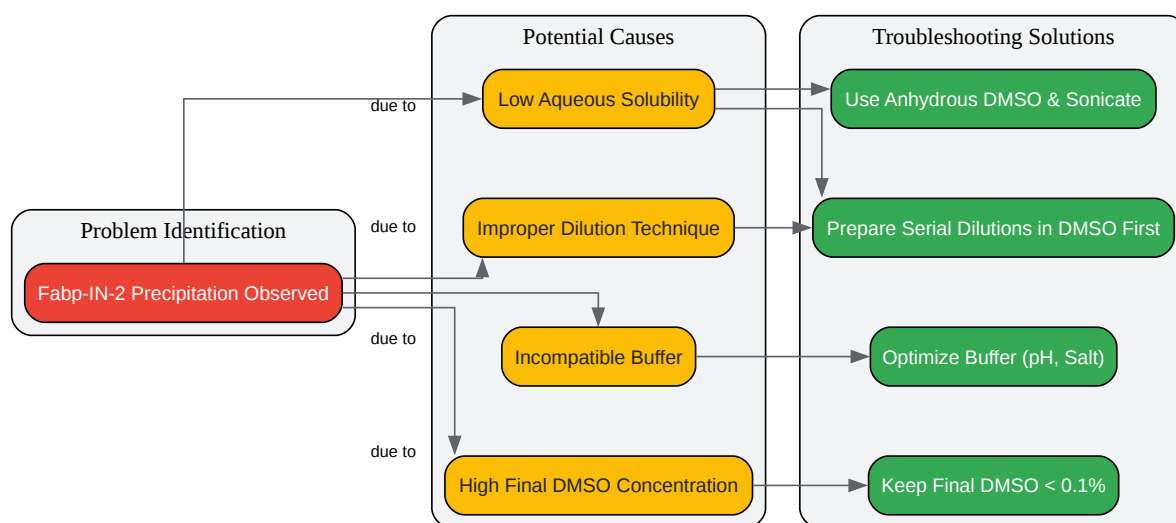 Potential Causes
Troubleshooting Solutions
due to
Low Aqueous Solubility
Use Anhydrous DMSO & Sonicate
Problem Identification
due to
Improper Dilution Technique
Prepare Serial Dilutions in DMSO First
Fabp-IN-2 Precipitation Observed
due to
Incompatible Buffer
Optimize Buffer (pH, Salt)
due to
High Final DMSO Concentration
Keep Final DMSO < 0.1%